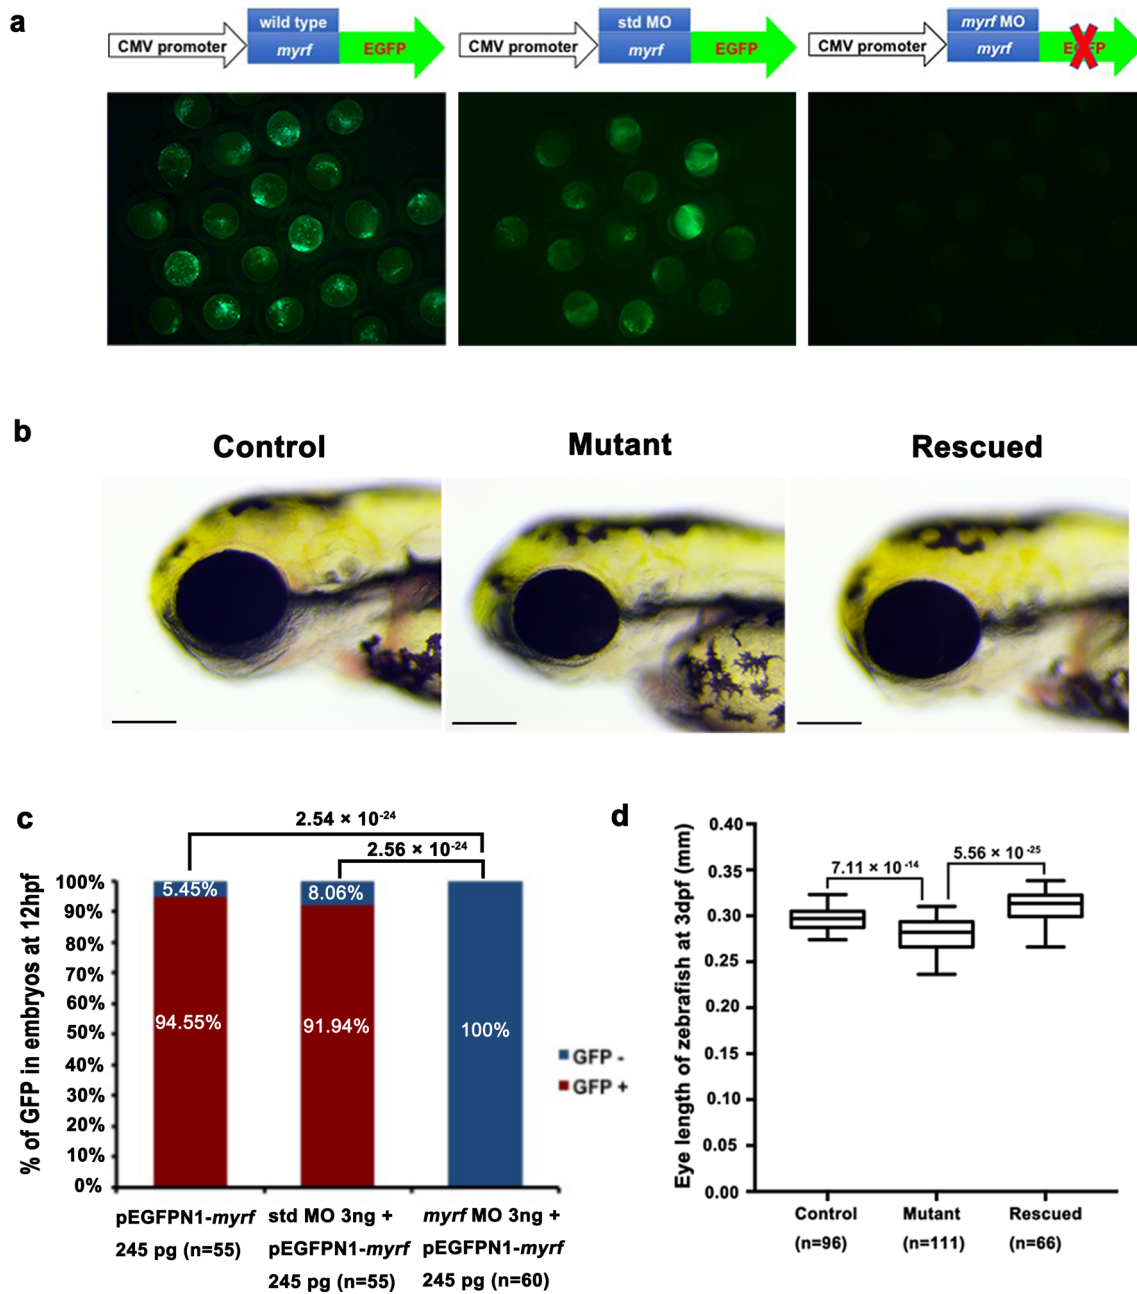 a
wild type
CMV promoter
myrf
EGFP
std MO
CMV promoter
myrf
EGFP
myrf MO
CMV promoter
myrf
EGFP
b
Control
Mutant
Rescued
c
2.54 × 10-24
2.56 × 10-24
% of GFP in embryos at 12hpf
100%
90%
80%
70%
60%
50%
40%
30%
20%
10%
0%
5.45%
94.55%
8.06%
91.94%
100%
GFP -
GFP +
pEGFPN1-myrf
245 pg (n=55)
std MO 3ng +
pEGFPN1-myrf
245 pg (n=55)
myrf MO 3ng +
pEGFPN1-myrf
245 pg (n=60)
d
Eye length of zebrafish at 3dpf (mm)
0.40
0.35
0.30
0.25
0.20
0.15
0.10
0.05
0.00
7.11 × 10 -14
5.56 × 10 -25
Control
(n=96)
Mutant
(n=111)
Rescued
(n=66)